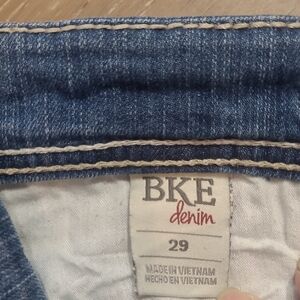 BKE
denim
29
MADE IN VIETNAM
HECHO EN VIETNAM